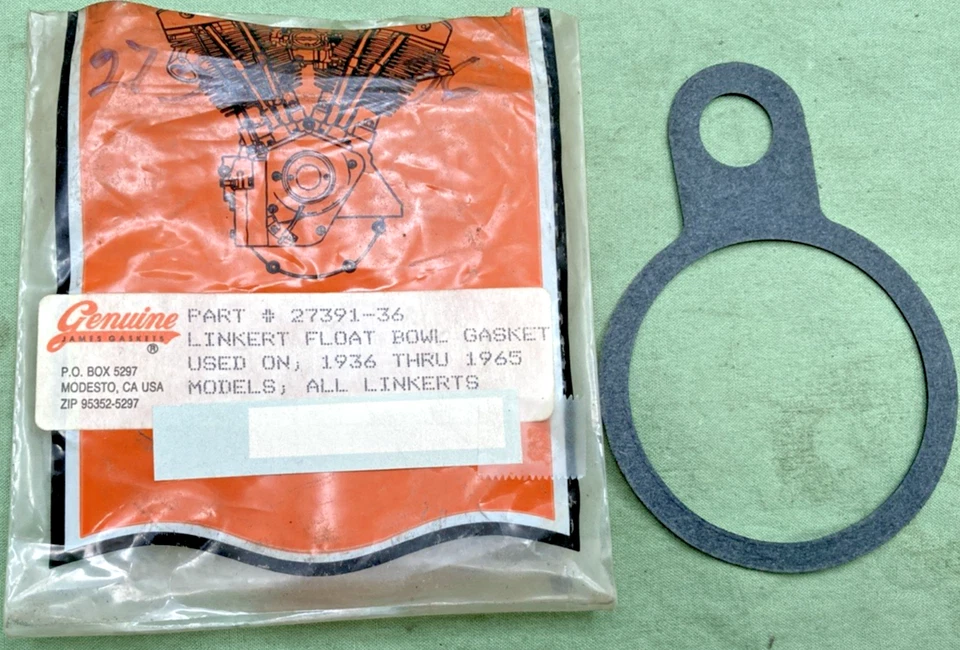 Genuine
JAMES GASKETS
®
P.O. BOX 5297
MODESTO, CA USA
ZIP 95352-5297
PART # 27391-36
LINKERT FLOAT BOWL GASKET
USED ON; 1936 THRU 1965
MODELS; ALL LINKERTS